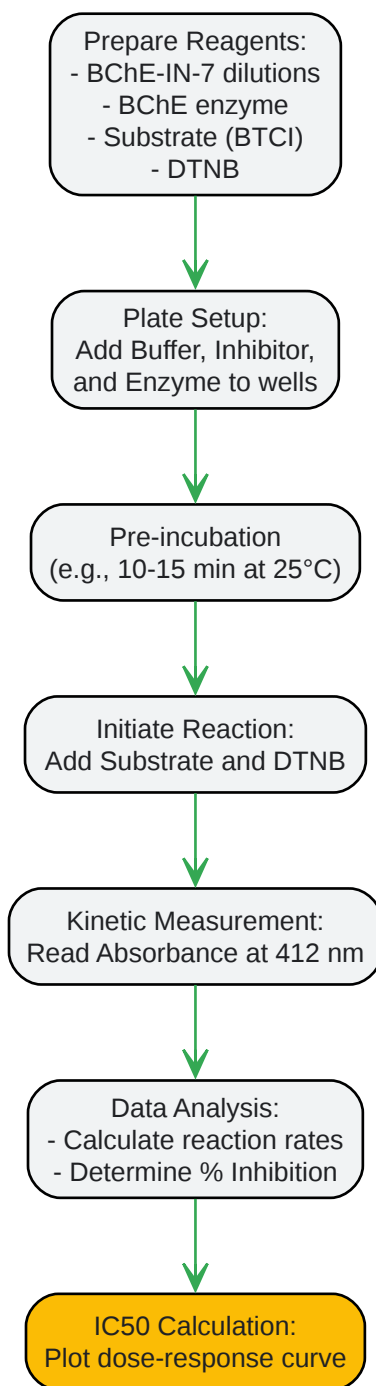 Prepare Reagents:
- BChE-IN-7 dilutions
- BChE enzyme
- Substrate (BTCI)
- DTNB
Plate Setup:
Add Buffer, Inhibitor,
and Enzyme to wells
Pre-incubation
(e.g., 10-15 min at 25°C)
Initiate Reaction:
Add Substrate and DTNB
Kinetic Measurement:
Read Absorbance at 412 nm
Data Analysis:
- Calculate reaction rates
- Determine % Inhibition
IC50 Calculation:
Plot dose-response curve